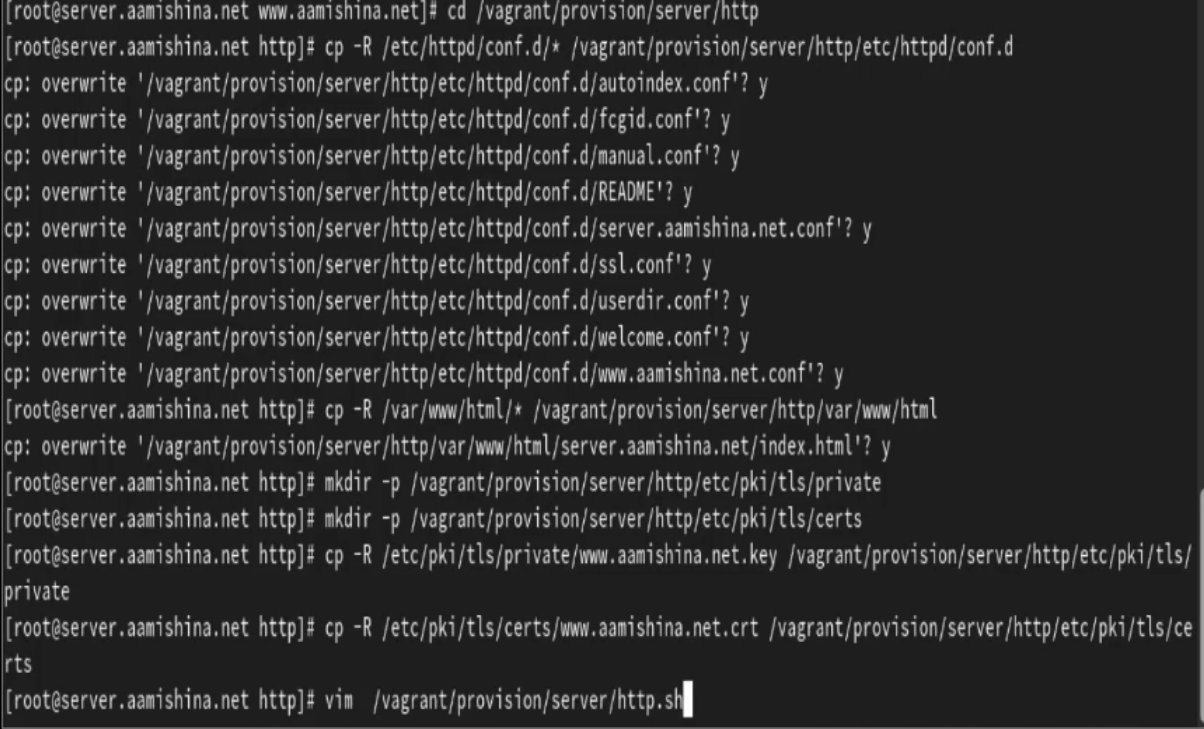 [root@server.aamishina.net www.aamishina.net]# cd /vagrant/provision/server/http
[root@server.aamishina.net http]# cp -R /etc/httpd/conf.d/* /vagrant/provision/server/http/etc/httpd/conf.d
cp: overwrite '/vagrant/provision/server/http/etc/httpd/conf.d/autoindex.conf'? y
cp: overwrite '/vagrant/provision/server/http/etc/httpd/conf.d/fcgid.conf'? y
cp: overwrite '/vagrant/provision/server/http/etc/httpd/conf.d/manual.conf'? y
cp: overwrite '/vagrant/provision/server/http/etc/httpd/conf.d/README'? y
cp: overwrite '/vagrant/provision/server/http/etc/httpd/conf.d/server.aamishina.net.conf'? y
cp: overwrite '/vagrant/provision/server/http/etc/httpd/conf.d/ssl.conf'? y
cp: overwrite '/vagrant/provision/server/http/etc/httpd/conf.d/userdir.conf'? y
cp: overwrite '/vagrant/provision/server/http/etc/httpd/conf.d/welcome.conf'? y
cp: overwrite '/vagrant/provision/server/http/etc/httpd/conf.d/www.aamishina.net.conf'? y
[root@server.aamishina.net http]# cp -R /var/www/html/* /vagrant/provision/server/http/var/www/html
cp: overwrite '/vagrant/provision/server/http/var/www/html/server.aamishina.net/index.html'? y
[root@server.aamishina.net http]# mkdir -p /vagrant/provision/server/http/etc/pki/tls/private
[root@server.aamishina.net http]# mkdir -p /vagrant/provision/server/http/etc/pki/tls/certs
[root@server.aamishina.net http]# cp -R /etc/pki/tls/private/www.aamishina.net.key /vagrant/provision/server/http/etc/pki/tls/
private
[root@server.aamishina.net http]# cp -R /etc/pki/tls/certs/www.aamishina.net.crt /vagrant/provision/server/http/etc/pki/tls/ce
rts
[root@server.aamishina.net http]# vim  /vagrant/provision/server/http.sh